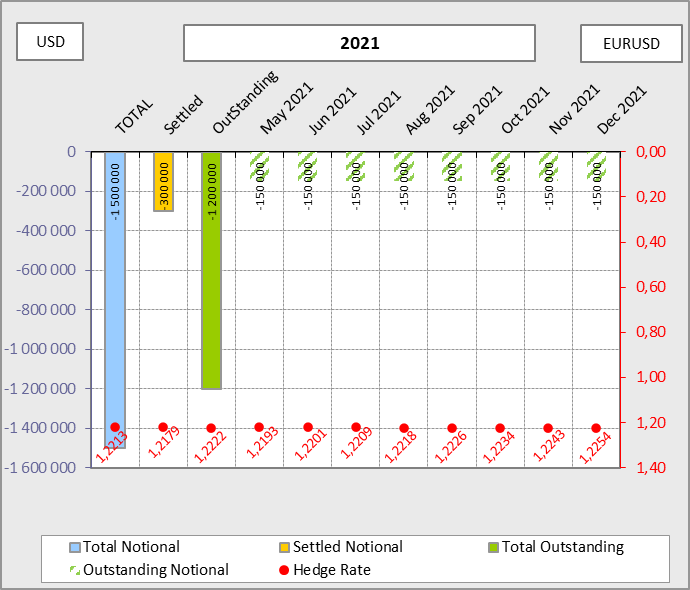 USD
2021
EURUSD
TOTAL
Settled
OutStanding
May 2021
Jun 2021
Jul 2021
Aug 2021
Sep 2021
Oct 2021
Nov 2021
Dec 2021
0
-200 000
-400 000
-600 000
-800 000
-1 000 000
-1 200 000
-1 400 000
-1 600 000
-1 500 000
-300 000
-1 200 000
-150 000
-150 000
-150 000
-150 000
-150 000
-150 000
-150 000
-150 000
0,00
0,20
0,40
0,60
0,80
1,00
1,20
1,40
1,2213
1,2179
1,2222
1,2193
1,2201
1,2209
1,2218
1,2226
1,2234
1,2243
1,2254
Total Notional
Settled Notional
Total Outstanding
Outstanding Notional
Hedge Rate